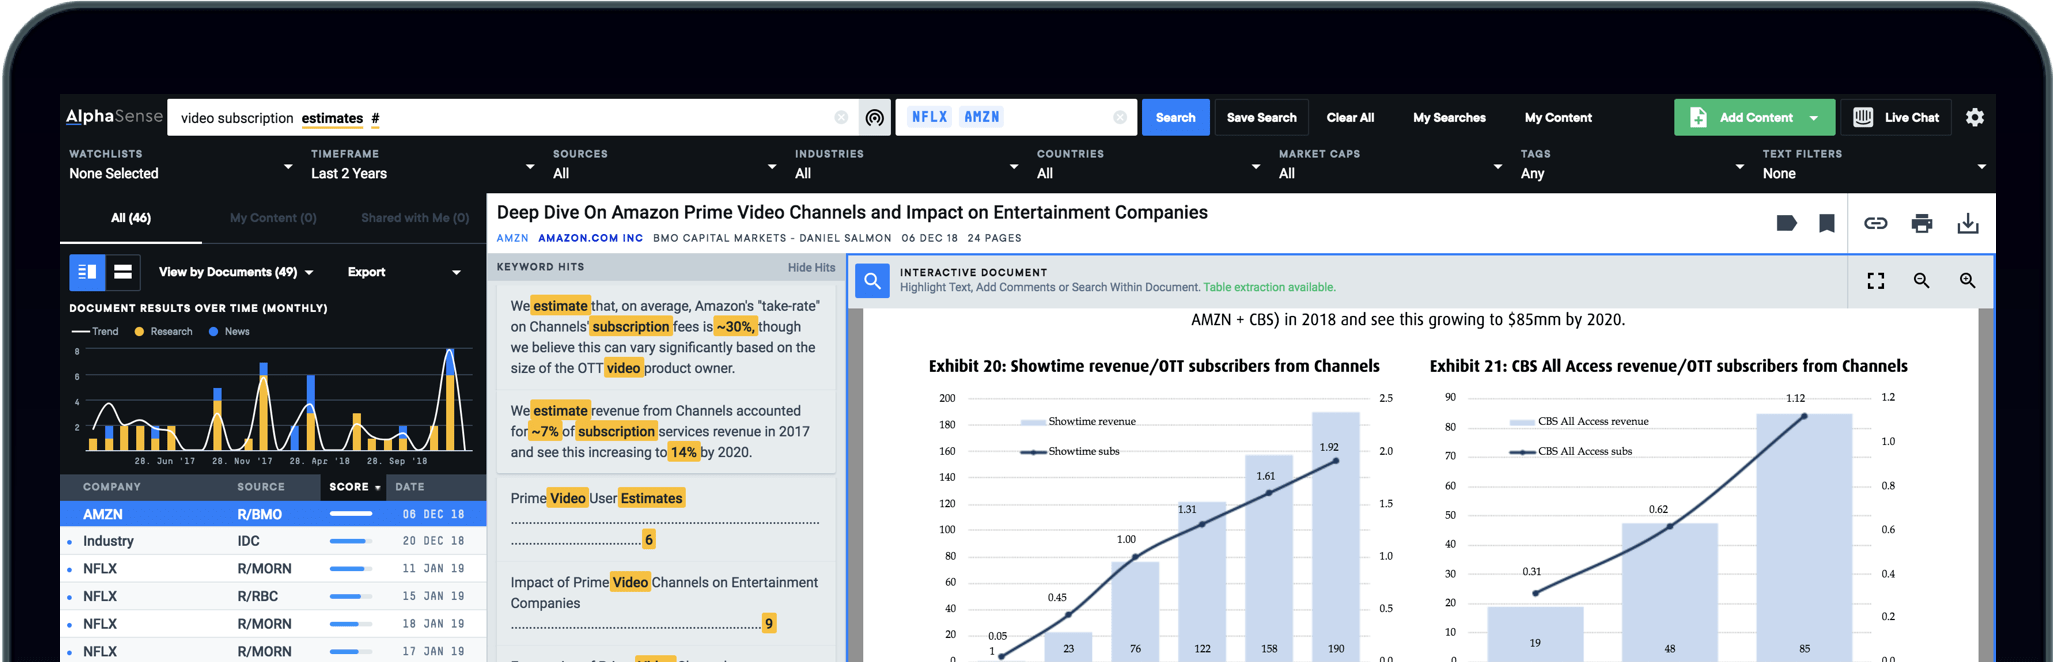 AlphaSense
video subscription estimates #
NFLX AMZN
Search
Save Search
Clear All
My Searches
My Content
Add Content
Live Chat
WATCHLISTS
None Selected
TIMEFRAME
Last 2 Years
SOURCES
All
INDUSTRIES
All
COUNTRIES
All
MARKET CAPS
All
TAGS
Any
TEXT FILTERS
None
All (46)
My Content (0)
Shared with Me (0)
View by Documents (49)
Export
DOCUMENT RESULTS OVER TIME (MONTHLY)
Trend
Research
News
8
6
4
2
28. Jun '17
28. Nov '17
28. Apr '18
28. Sep '18
COMPANY SOURCE SCORE DATE
AMZN R/BMO 06 DEC 18
Industry IDC 20 DEC 18
NFLX R/MORN 11 JAN 19
NFLX R/RBC 15 JAN 19
NFLX R/MORN 18 JAN 19
NFLX R/MORN 17 JAN 19
Deep Dive On Amazon Prime Video Channels and Impact on Entertainment Companies
AMZN AMAZON.COM INC BMO CAPITAL MARKETS - DANIEL SALMON 06 DEC 18 24 PAGES
KEYWORD HITS
Hide Hits
We estimate that, on average, Amazon's "take-rate"
on Channels' subscription fees is ~30%, though
we believe this can vary significantly based on the
size of the OTT video product owner.
We estimate revenue from Channels accounted
for ~7% of subscription services revenue in 2017
and see this increasing to 14% by 2020.
Prime Video User Estimates
6
Impact of Prime Video Channels on Entertainment
Companies
9
INTERACTIVE DOCUMENT
Highlight Text, Add Comments or Search Within Document. Table extraction available.
AMZN + CBS) in 2018 and see this growing to $85mm by 2020.
Exhibit 20: Showtime revenue/OTT subscribers from Channels
Showtime revenue
Showtime subs
200
180
160
140
120
100
80
60
40
20
0
2.5
2.0
1.5
1.0
0.5
0.0
0.05
0.45
1.00
1.31
1.61
1.92
1
23
76
122
158
190
Exhibit 21: CBS All Access revenue/OTT subscribers from Channels
CBS All Access revenue
CBS All Access subs
90
80
70
60
50
40
30
20
10
0
1.2
1.0
0.8
0.6
0.4
0.2
0.0
0.31
0.62
1.12
19
48
85